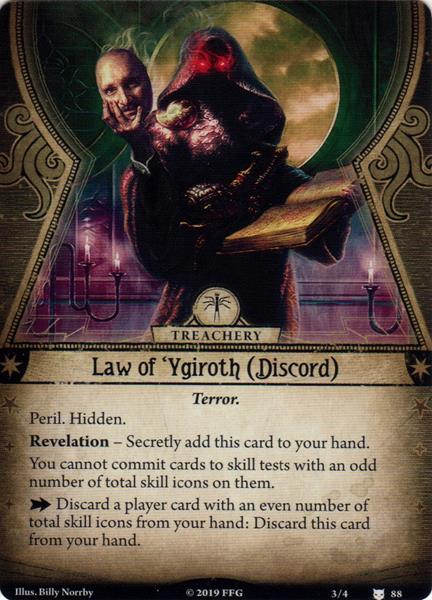 TREACHERY
Law of ‘Ygiroth (Discord)
Terror.
Peril. Hidden.
Revelation – Secretly add this card to your hand.
You cannot commit cards to skill tests with an odd
number of total skill icons on them.
Discard a player card with an even number of
total skill icons from your hand: Discard this card
from your hand.
Illus. Billy Norrby © 2019 FFG 3/4 88